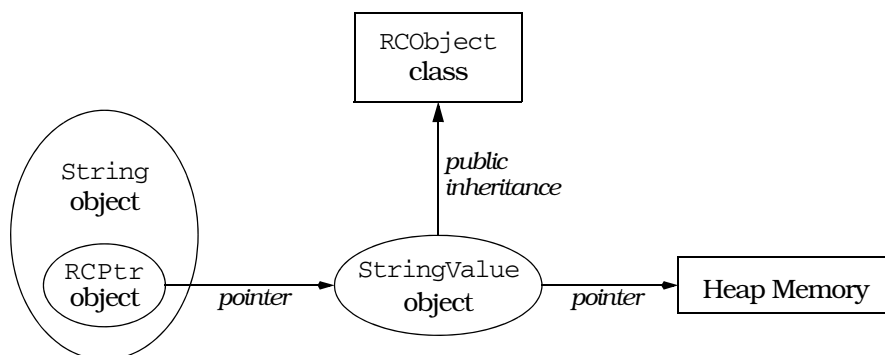 RCObject
class
public
inheritance
String
object
RCPtr
object
pointer
StringValue
object
pointer
Heap Memory